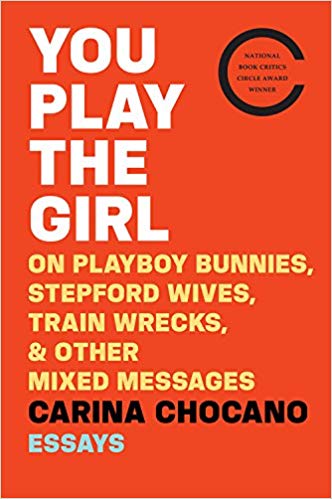 YOU
PLAY
THE
GIRL
NATIONAL
BOOK CRITICS
CIRCLE AWARD
WINNER
ON PLAYBOY BUNNIES,
STEPFORD WIVES,
TRAIN WRECKS,
& OTHER
MIXED MESSAGES
CARINA CHOCANO
ESSAYS